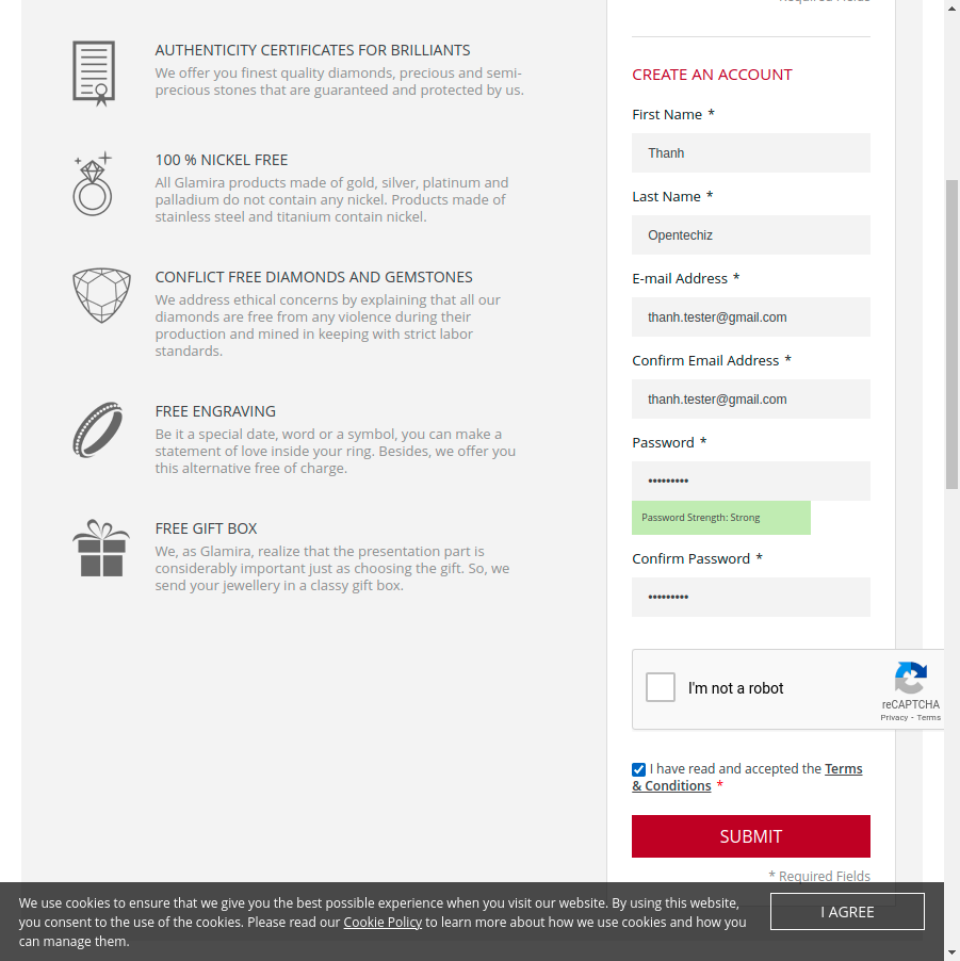 Required Fields
AUTHENTICITY CERTIFICATES FOR BRILLIANTS
We offer you finest quality diamonds, precious and semi-
precious stones that are guaranteed and protected by us.
100 % NICKEL FREE
All Glamira products made of gold, silver, platinum and
palladium do not contain any nickel. Products made of
stainless steel and titanium contain nickel.
CONFLICT FREE DIAMONDS AND GEMSTONES
We address ethical concerns by explaining that all our
diamonds are free from any violence during their
production and mined in keeping with strict labor
standards.
FREE ENGRAVING
Be it a special date, word or a symbol, you can make a
statement of love inside your ring. Besides, we offer you
this alternative free of charge.
FREE GIFT BOX
We, as Glamira, realize that the presentation part is
considerably important just as choosing the gift. So, we
send your jewellery in a classy gift box.
CREATE AN ACCOUNT
First Name *
Thanh
Last Name *
Opentechiz
E-mail Address *
thanh.tester@gmail.com
Confirm Email Address *
thanh.tester@gmail.com
Password *
•••••••••
Password Strength: Strong
Confirm Password *
•••••••••
I'm not a robot
reCAPTCHA
Privacy - Terms
I have read and accepted the Terms
& Conditions *
SUBMIT
* Required Fields
We use cookies to ensure that we give you the best possible experience when you visit our website. By using this website,
you consent to the use of the cookies. Please read our Cookie Policy to learn more about how we use cookies and how you
can manage them.
I AGREE